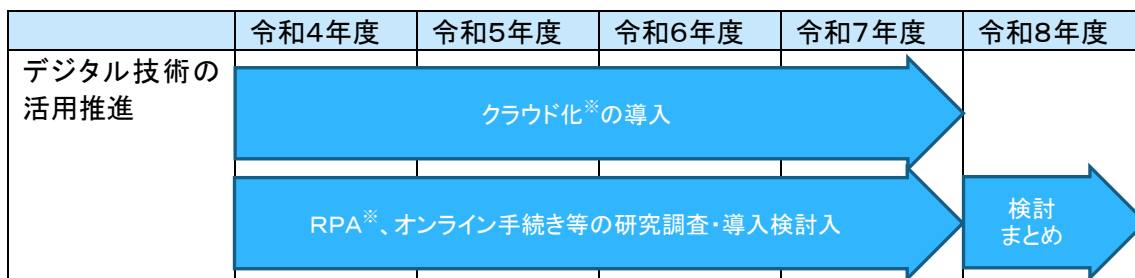 令和4年度 令和5年度 令和6年度 令和7年度 令和8年度
デジタル技術の
活用推進
クラウド化※の導入
RPA※、オンライン手続き等の研究調査・導入検討入
検討
まとめ